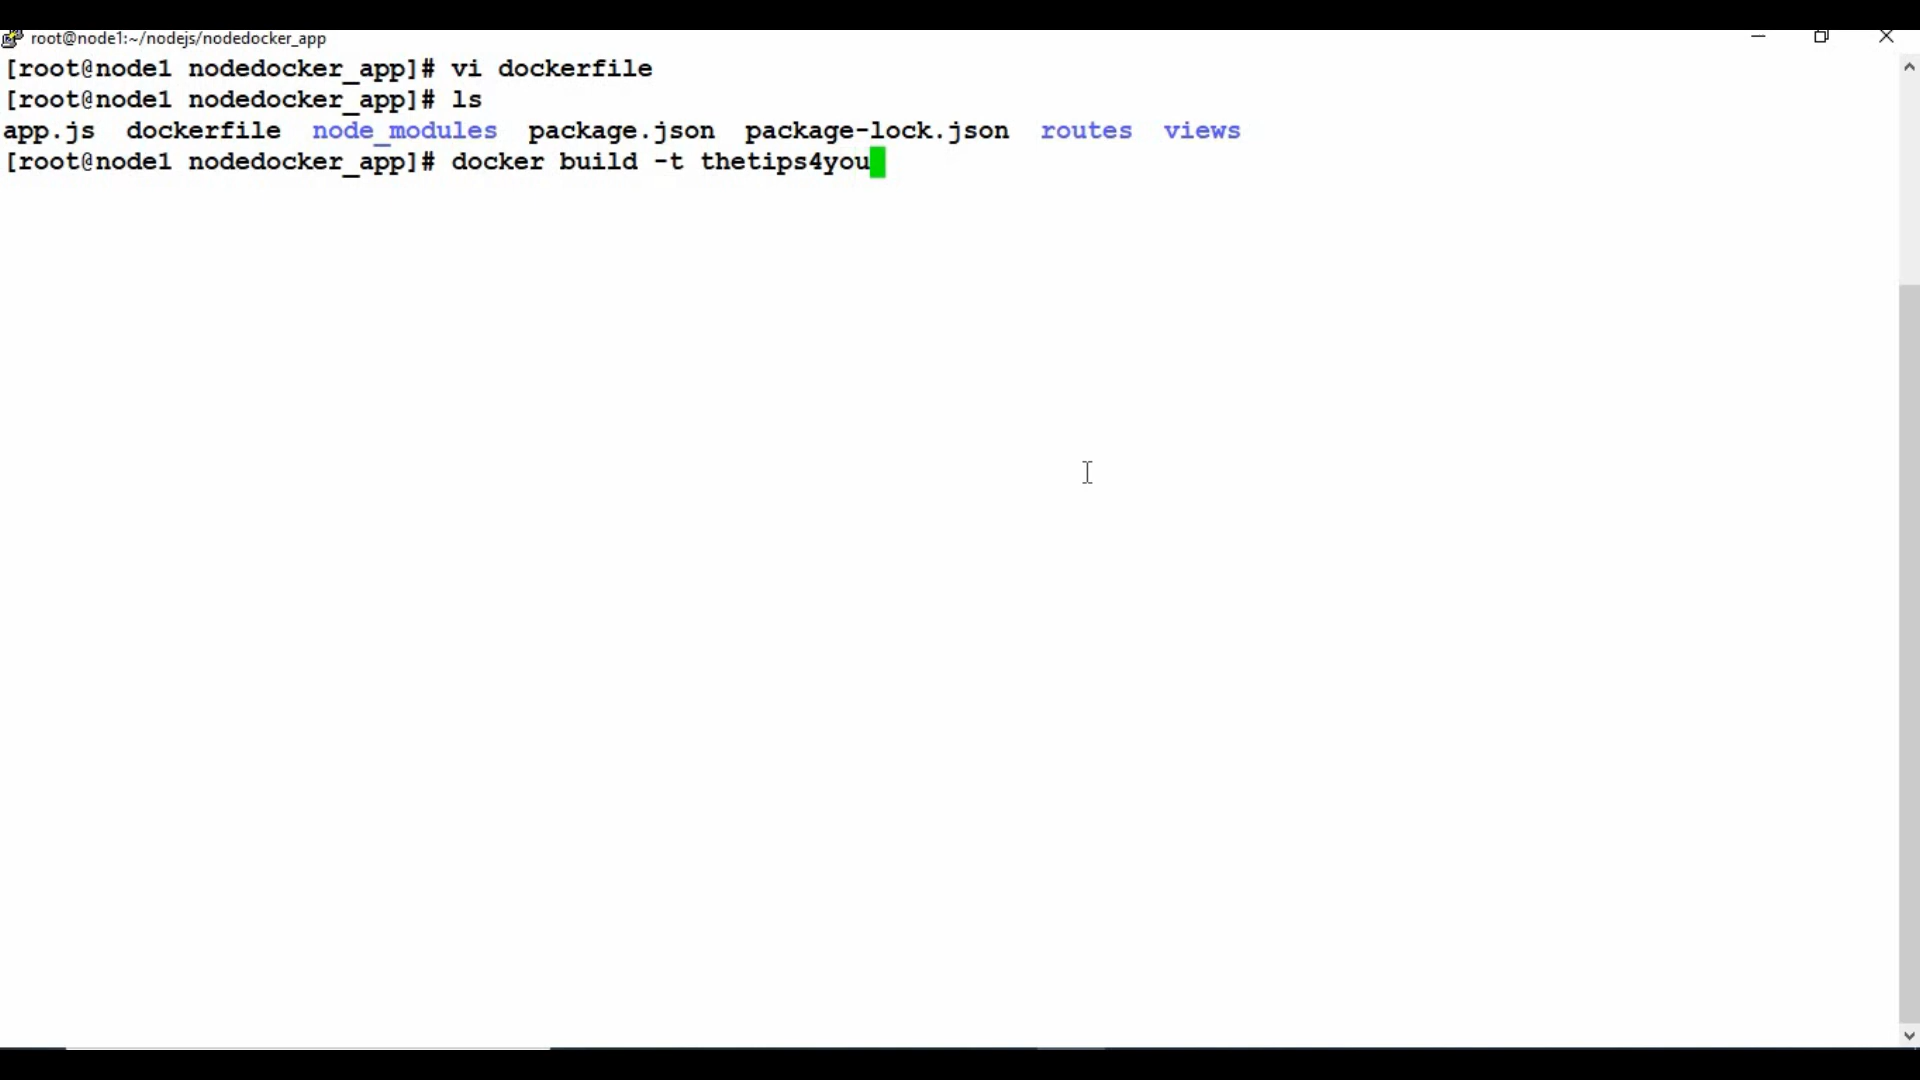 root@node1:~/nodejs/nodedocker_app
[root@node1 nodedocker_app]# vi dockerfile
[root@node1 nodedocker_app]# ls
app.js  dockerfile  node_modules  package.json  package-lock.json  routes  views
[root@node1 nodedocker_app]# docker build -t thetips4you